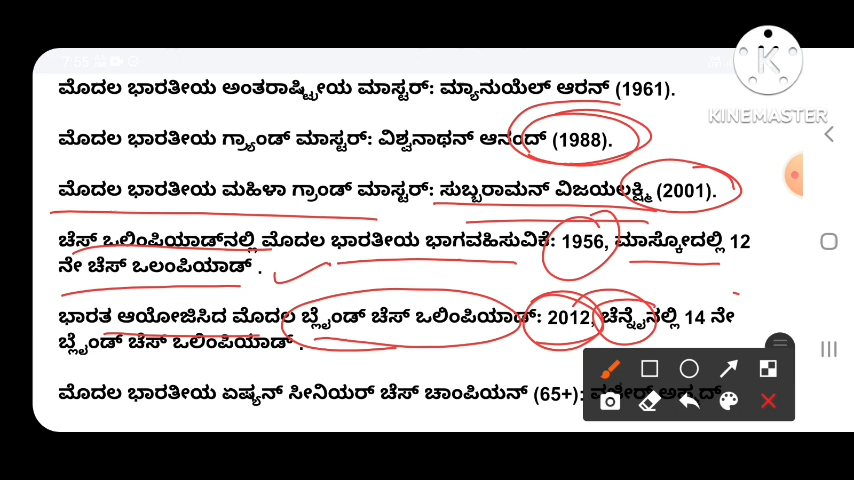 7:55
KINEMASTER
ಮೊದಲ ಭಾರತೀಯ ಅಂತರಾಷ್ಟ್ರೀಯ ಮಾಸ್ಟರ್: ಮ್ಯಾನುಯೆಲ್ ಆರನ್ (1961).
ಮೊದಲ ಭಾರತೀಯ ಗ್ರ್ಯಾಂಡ್ ಮಾಸ್ಟರ್: ವಿಶ್ವನಾಥನ್ ಆನಂದ್ (1988).
ಮೊದಲ ಭಾರತೀಯ ಮಹಿಳಾ ಗ್ರಾಂಡ್ ಮಾಸ್ಟರ್: ಸುಬ್ಬರಾಮನ್ ವಿಜಯಲಕ್ಷ್ಮಿ (2001).
ಚೆಸ್ ಒಲಿಂಪಿಯಾಡ್‌ನಲ್ಲಿ ಮೊದಲ ಭಾರತೀಯ ಭಾಗವಹಿಸುವಿಕೆ: 1956, ಮಾಸ್ಕೋದಲ್ಲಿ 12
ನೇ ಚೆಸ್ ಒಲಂಪಿಯಾಡ್ .
ಭಾರತ ಆಯೋಜಿಸಿದ ಮೊದಲ ಬ್ಲೈಂಡ್ ಚೆಸ್ ಒಲಿಂಪಿಯಾಡ್: 2012, ಚೆನ್ನೈನಲ್ಲಿ 14 ನೇ
ಬ್ಲೈಂಡ್ ಚೆಸ್ ಒಲಿಂಪಿಯಾಡ್ .
ಮೊದಲ ಭಾರತೀಯ ಏಷ್ಯನ್ ಸೀನಿಯರ್ ಚೆಸ್ ಚಾಂಪಿಯನ್ (65+):